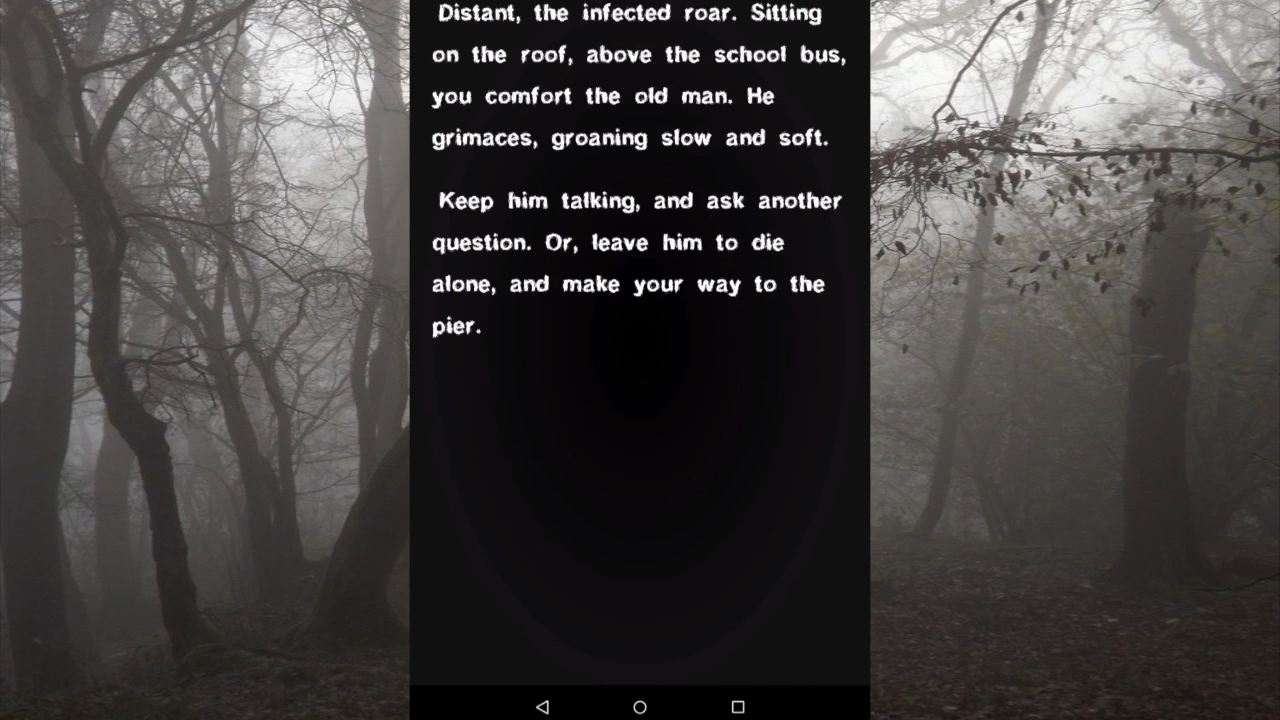 Distant, the infected roar. Sitting
on the roof, above the school bus,
you comfort the old man. He
grimaces, groaning slow and soft.
Keep him talking, and ask another
question. Or, leave him to die
alone, and make your way to the
pier.